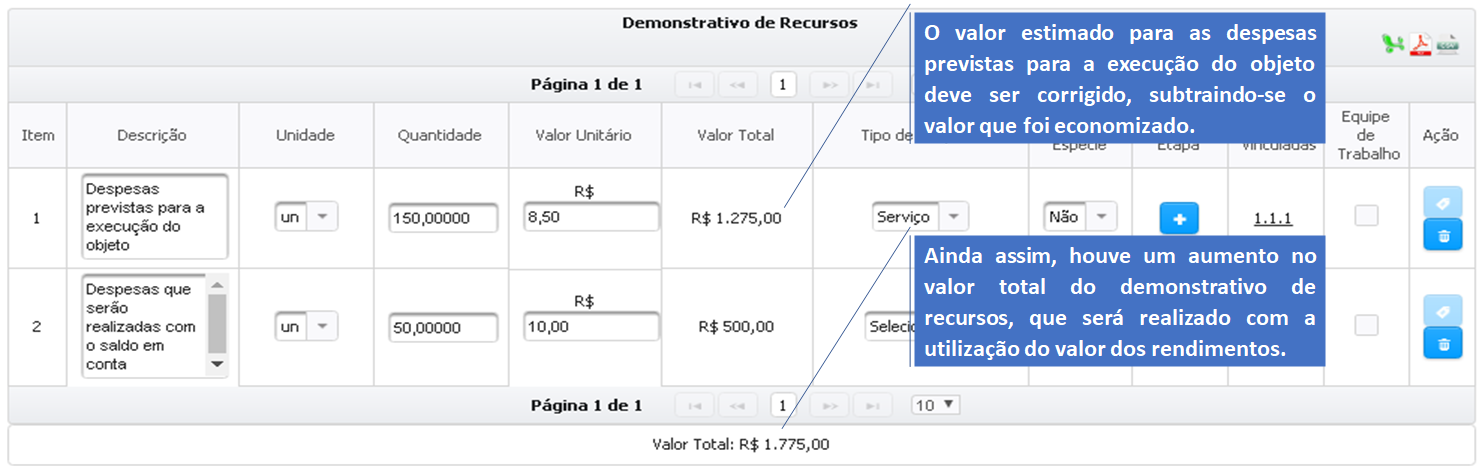 Demonstrativo de Recursos
O valor estimado para as despesas
previstas para a execução do objeto
deve ser corrigido, subtraindo-se o
valor que foi economizado.
Página 1 de 1
1
Item
Descrição
Unidade
Quantidade
Valor Unitário
Valor Total
Tipo de
Espécie
Etapa
Vinculadas
Equipe
de
Trabalho
Ação
1
Despesas
previstas para a
execução do
objeto
un
150,00000
R$
8,50
R$ 1.275,00
Serviço
Não
1.1.1
Ainda assim, houve um aumento no
valor total do demonstrativo de
recursos, que será realizado com a
utilização do valor dos rendimentos.
2
Despesas que
serão
realizadas com
o saldo em
conta
un
50,00000
R$
10,00
R$ 500,00
Selecio
Página 1 de 1
1
10
Valor Total: R$ 1.775,00